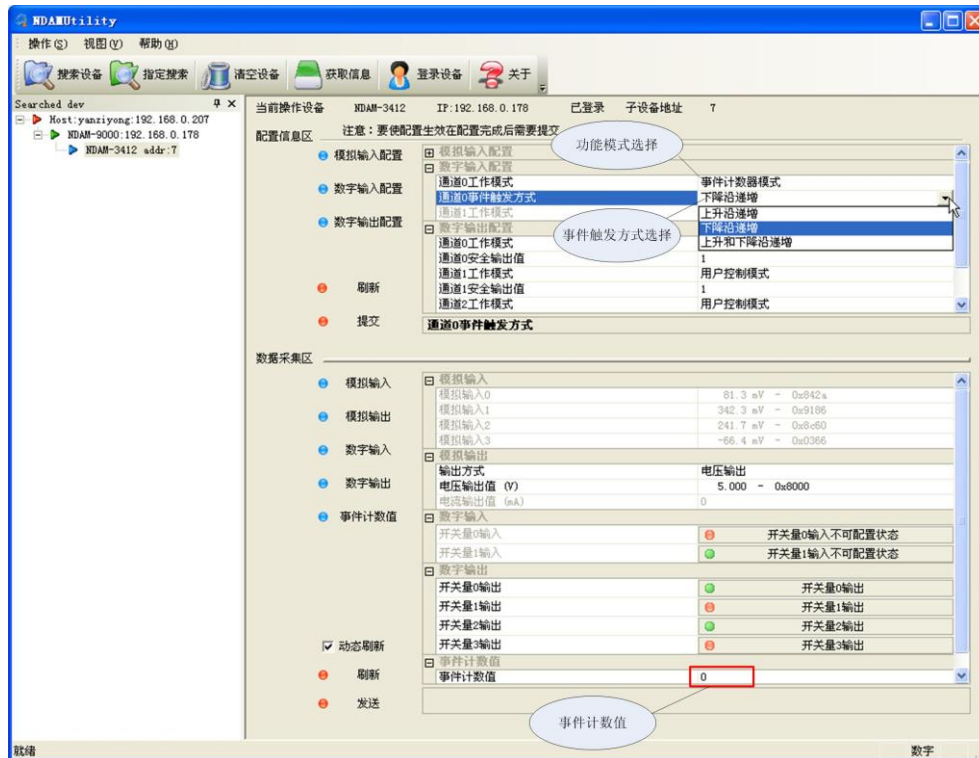 NDAMUtility
操作(S) 视图(V) 帮助(H)
搜索设备 指定搜索 清空设备 获取信息 登录设备 关于
Searched dev
Host:yanziyong:192.168.0.207
NDAM-9000:192.168.0.178
NDAM-3412 addr:7
当前操作设备 NDAM-3412 IP:192.168.0.178 已登录 子设备地址 7
配置信息区 注意:要使配置生效在配置完成后需要提交
功能模式选择
模拟输入配置
数字输入配置
数字输出配置
刷新
提交
模拟输入配置
数字输入配置
通道0工作模式 事件计数器模式
通道0事件触发方式 下降沿递增
通道1工作模式 上升沿递增
下降沿递增
上升和下降沿递增
事件触发方式选择
数字输出配置
通道0工作模式
通道0安全输出值 1
通道1工作模式 用户控制模式
通道1安全输出值 1
通道2工作模式 用户控制模式
通道0事件触发方式
数据采集区
模拟输入
模拟输出
数字输入
数字输出
事件计数值
动态刷新
刷新
发送
模拟输入
模拟输入0 81.3 mV - 0x842a
模拟输入1 342.3 mV - 0x9186
模拟输入2 241.7 mV - 0x8c60
模拟输入3 -66.4 mV - 0x0366
模拟输出
输出方式 电压输出
电压输出值 (V) 5.000 - 0x8000
电流输出值 (mA) 0
数字输入
开关量0输入 开关量0输入不可配置状态
开关量1输入 开关量1输入不可配置状态
数字输出
开关量0输出 开关量0输出
开关量1输出 开关量1输出
开关量2输出 开关量2输出
开关量3输出 开关量3输出
事件计数值
事件计数值 0
事件计数值
就绪 数字